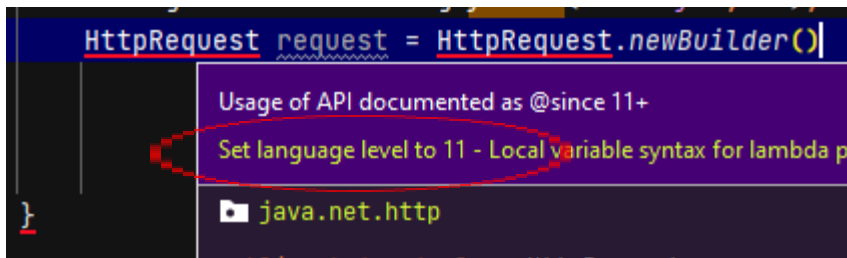 HttpRequest request = HttpRequest.newBuilder()
Usage of API documented as @since 11+
Set language level to 11 - Local variable syntax for lambda p
java.net.http
}